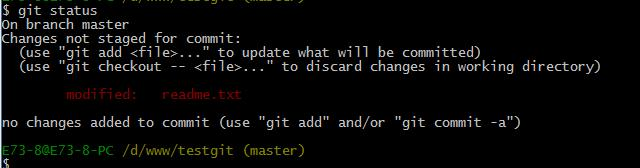 $ git status
On branch master
Changes not staged for commit:
  (use "git add <file>..." to update what will be committed)
  (use "git checkout -- <file>..." to discard changes in working directory)

        modified:   readme.txt

no changes added to commit (use "git add" and/or "git commit -a")

E73-8@E73-8-PC /d/www/testgit (master)
$